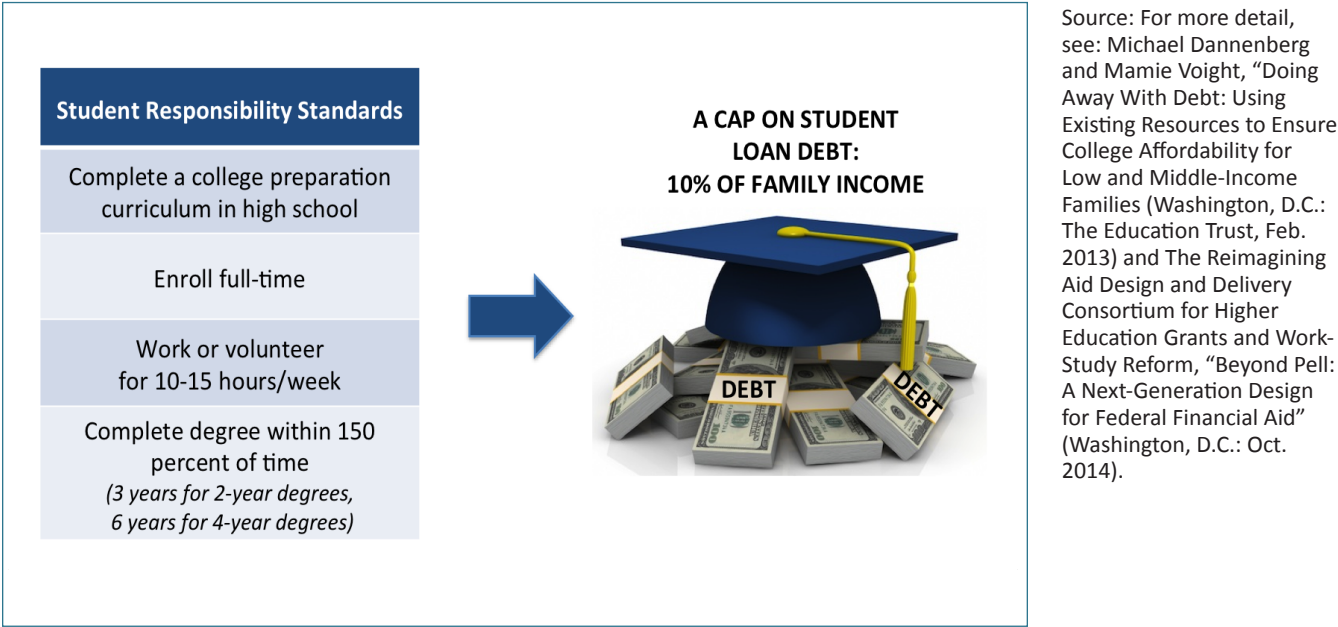 Student Responsibility Standards
Complete a college preparation
curriculum in high school
Enroll full-time
Work or volunteer
for 10-15 hours/week
Complete degree within 150
percent of time
(3 years for 2-year degrees,
6 years for 4-year degrees)
A CAP ON STUDENT
LOAN DEBT:
10% OF FAMILY INCOME
DEBT
DEBT
Source: For more detail,
see: Michael Dannenberg
and Mamie Voight, “Doing
Away With Debt: Using
Existing Resources to Ensure
College Affordability for
Low and Middle-Income
Families (Washington, D.C.:
The Education Trust, Feb.
2013) and The Reimagining
Aid Design and Delivery
Consortium for Higher
Education Grants and Work-
Study Reform, “Beyond Pell:
A Next-Generation Design
for Federal Financial Aid”
(Washington, D.C.: Oct.
2014).